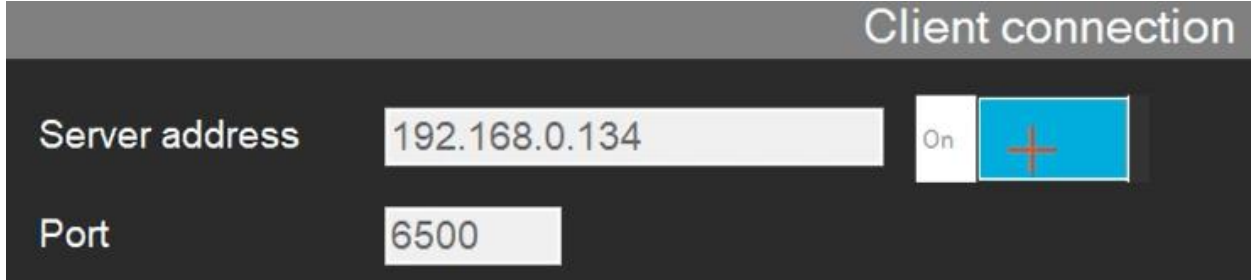 Client connection
Server address 192.168.0.134 On
Port 6500